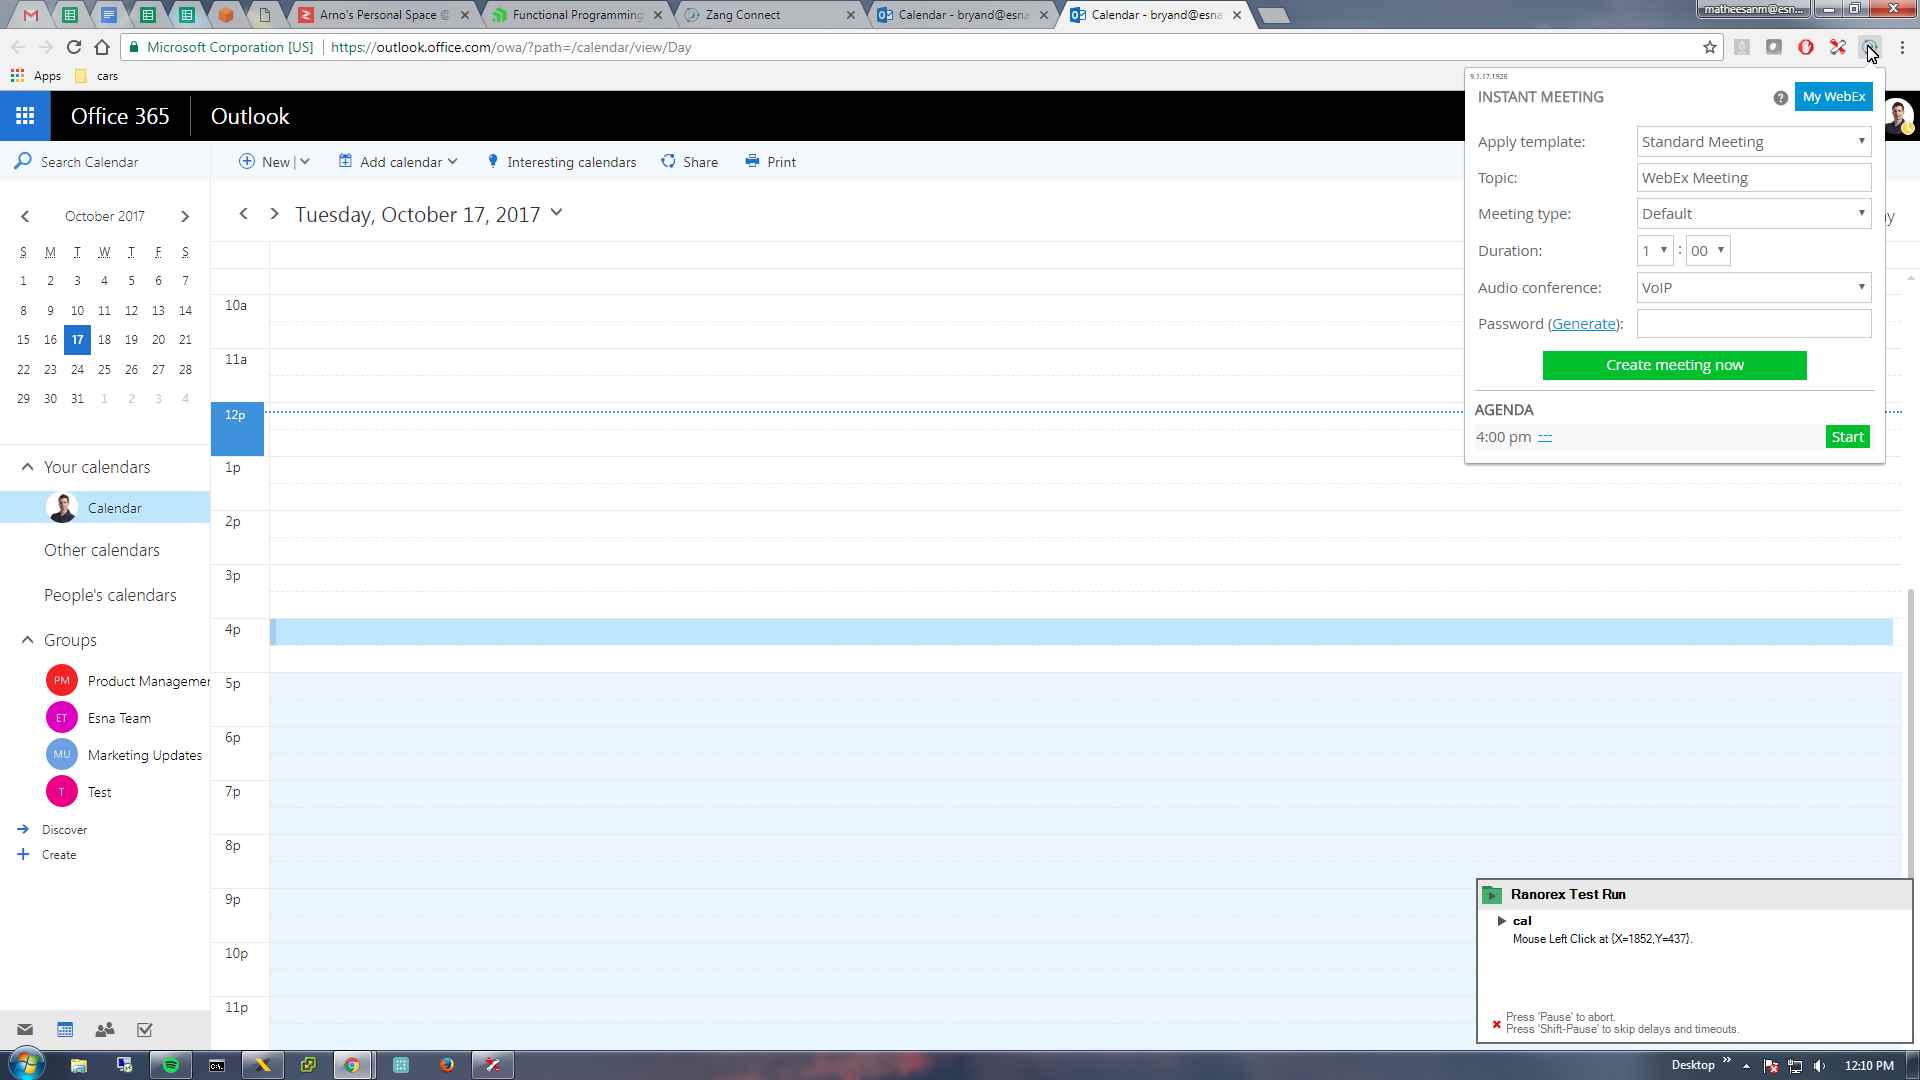 Arno's Personal Space @
Functional Programming
Zang Connect
Calendar - bryand@esna
Calendar - bryand@esna
matheesanm@esn...
Microsoft Corporation [US]
https://outlook.office.com/owa/?path=/calendar/view/Day
Apps
cars
Office 365
Outlook
Search Calendar
New
Add calendar
Interesting calendars
Share
Print
October 2017
S M T W T F S
1 2 3 4 5 6 7
8 9 10 11 12 13 14
15 16 17 18 19 20 21
22 23 24 25 26 27 28
29 30 31 1 2 3 4
Your calendars
Calendar
Other calendars
People's calendars
Groups
PM Product Managemer
ET Esna Team
MU Marketing Updates
T Test
Discover
Create
Tuesday, October 17, 2017
ay
10a
11a
12p
1p
2p
3p
4p
5p
6p
7p
8p
9p
10p
11p
9.1.17.1928
INSTANT MEETING
My WebEx
Apply template: Standard Meeting
Topic: WebEx Meeting
Meeting type: Default
Duration: 1 : 00
Audio conference: VoIP
Password (Generate):
Create meeting now
AGENDA
4:00 pm ---
Start
Ranorex Test Run
cal
Mouse Left Click at {X=1852,Y=437}.
Press 'Pause' to abort.
Press 'Shift-Pause' to skip delays and timeouts.
Desktop
12:10 PM